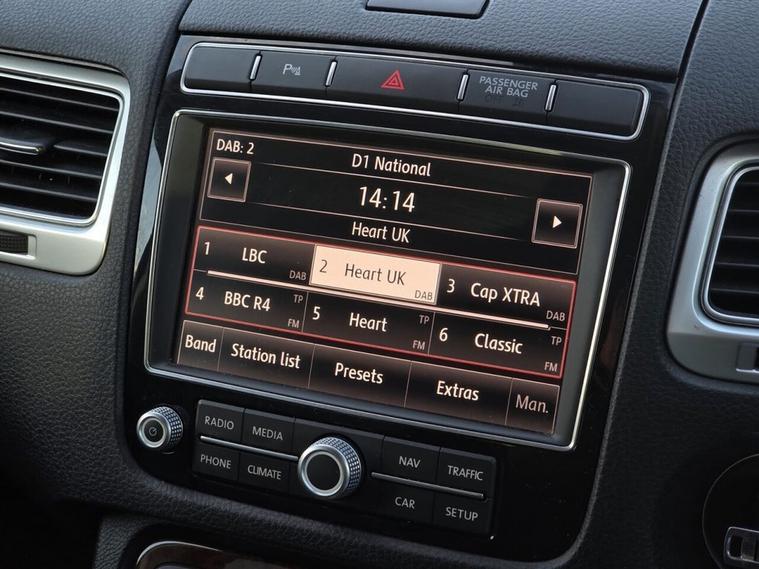 P
PASSENGER
AIR BAG
DAB: 2
D1 National
14:14
Heart UK
1 LBC DAB
2 Heart UK DAB
3 Cap XTRA DAB
4 BBC R4 TP FM
5 Heart TP FM
6 Classic TP FM
Band Station list Presets Extras Man.
RADIO MEDIA NAV TRAFFIC
PHONE CLIMATE CAR SETUP